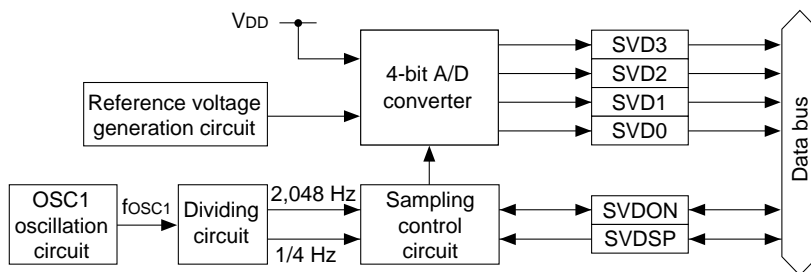 VDD
4-bit A/D
converter
Reference voltage
generation circuit
SVD3
SVD2
SVD1
SVD0
Data bus
OSC1
oscillation
circuit
fOSC1
Dividing
circuit
2,048 Hz
1/4 Hz
Sampling
control
circuit
SVDON
SVDSP